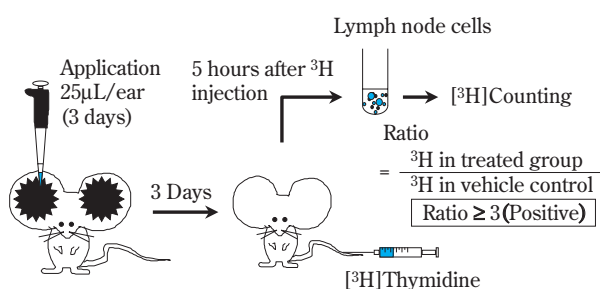 Lymph node cells
Application
25μL/ear
(3 days)
5 hours after ³H
injection
[³H]Counting
3 Days
Ratio
= ³H in treated group
³H in vehicle control
Ratio ≥ 3 (Positive)
[³H]Thymidine